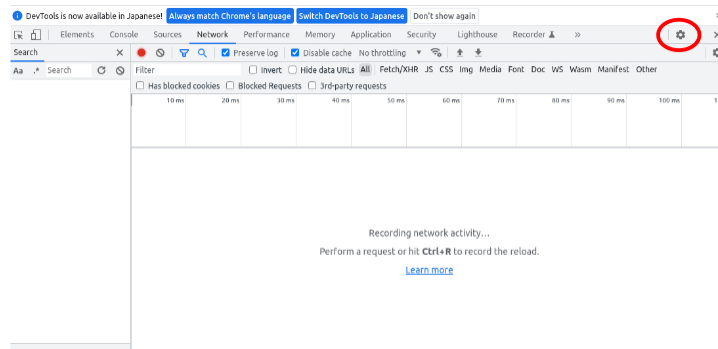 DevTools is now available in Japanese! Always match Chrome's language Switch DevTools to Japanese Don't show again
Elements Console Sources Network Performance Memory Application Security Lighthouse Recorder »
Search
Preserve log Disable cache No throttling
Aa .* Search
Filter Invert Hide data URLs All Fetch/XHR JS CSS Img Media Font Doc WS Wasm Manifest Other
Has blocked cookies Blocked Requests 3rd-party requests
10 ms 20 ms 30 ms 40 ms 50 ms 60 ms 70 ms 80 ms 90 ms 100 ms 1
Recording network activity…
Perform a request or hit Ctrl+R to record the reload.
Learn more